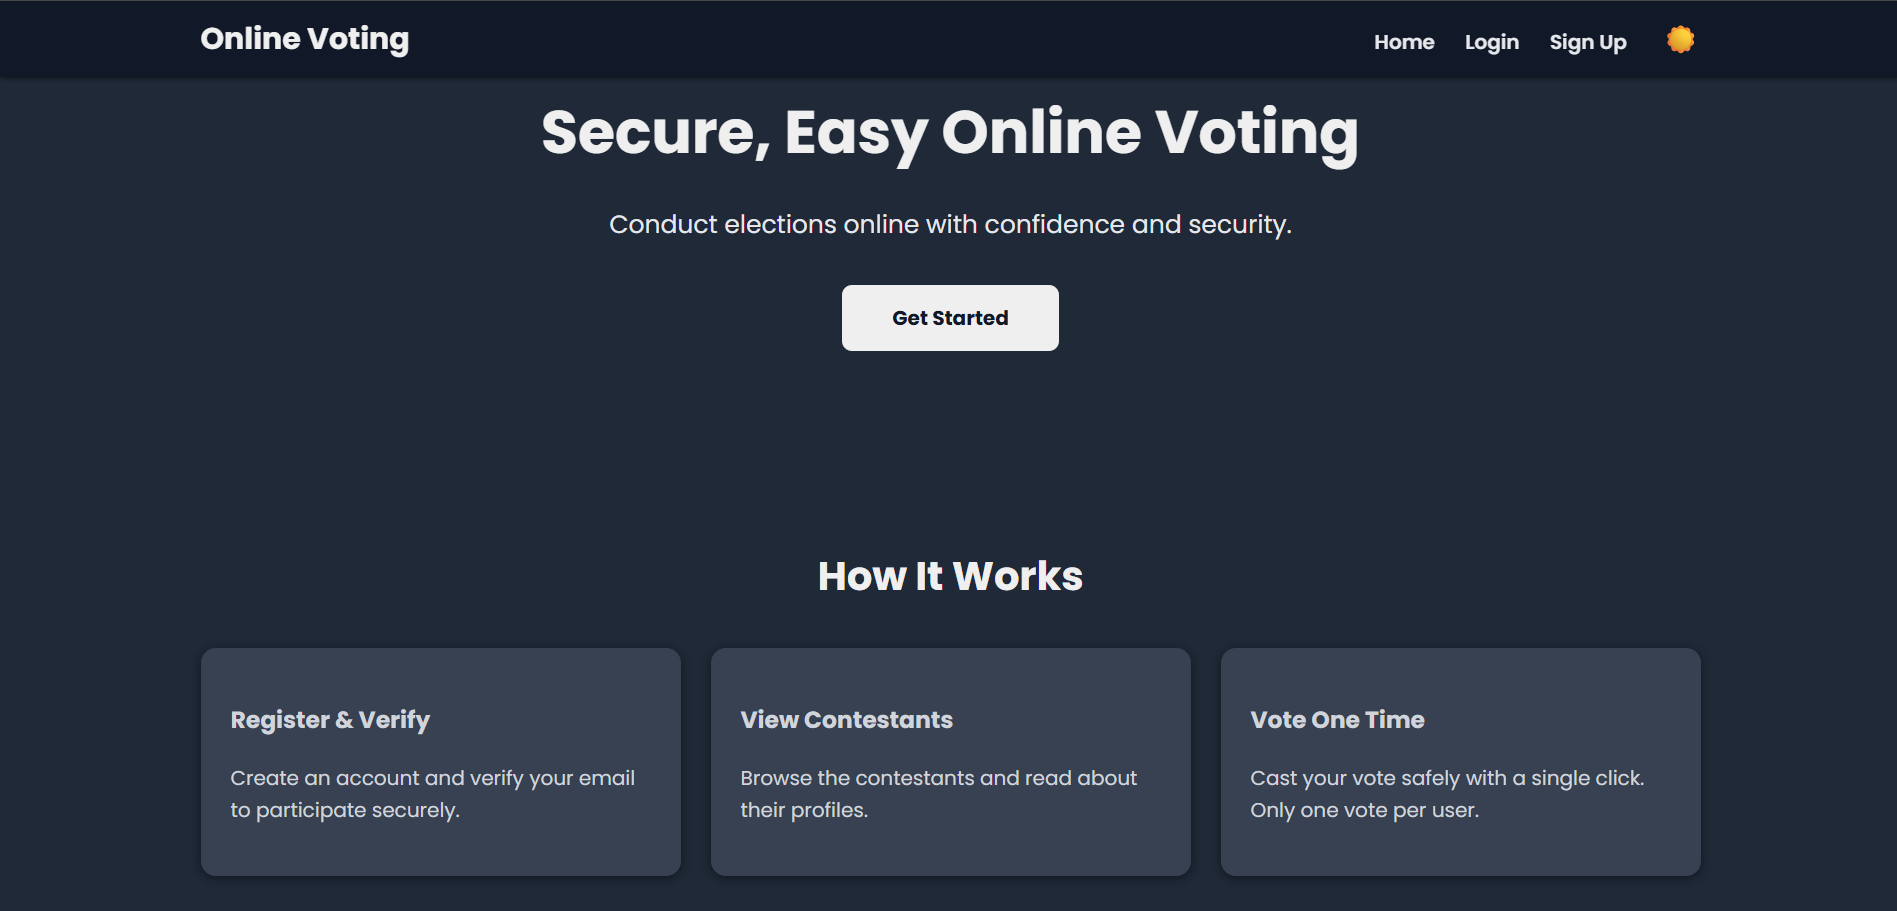 Online Voting
Home
Login
Sign Up
Secure, Easy Online Voting
Conduct elections online with confidence and security.
Get Started
How It Works
Register & Verify
Create an account and verify your email
to participate securely.
View Contestants
Browse the contestants and read about
their profiles.
Vote One Time
Cast your vote safely with a single click.
Only one vote per user.